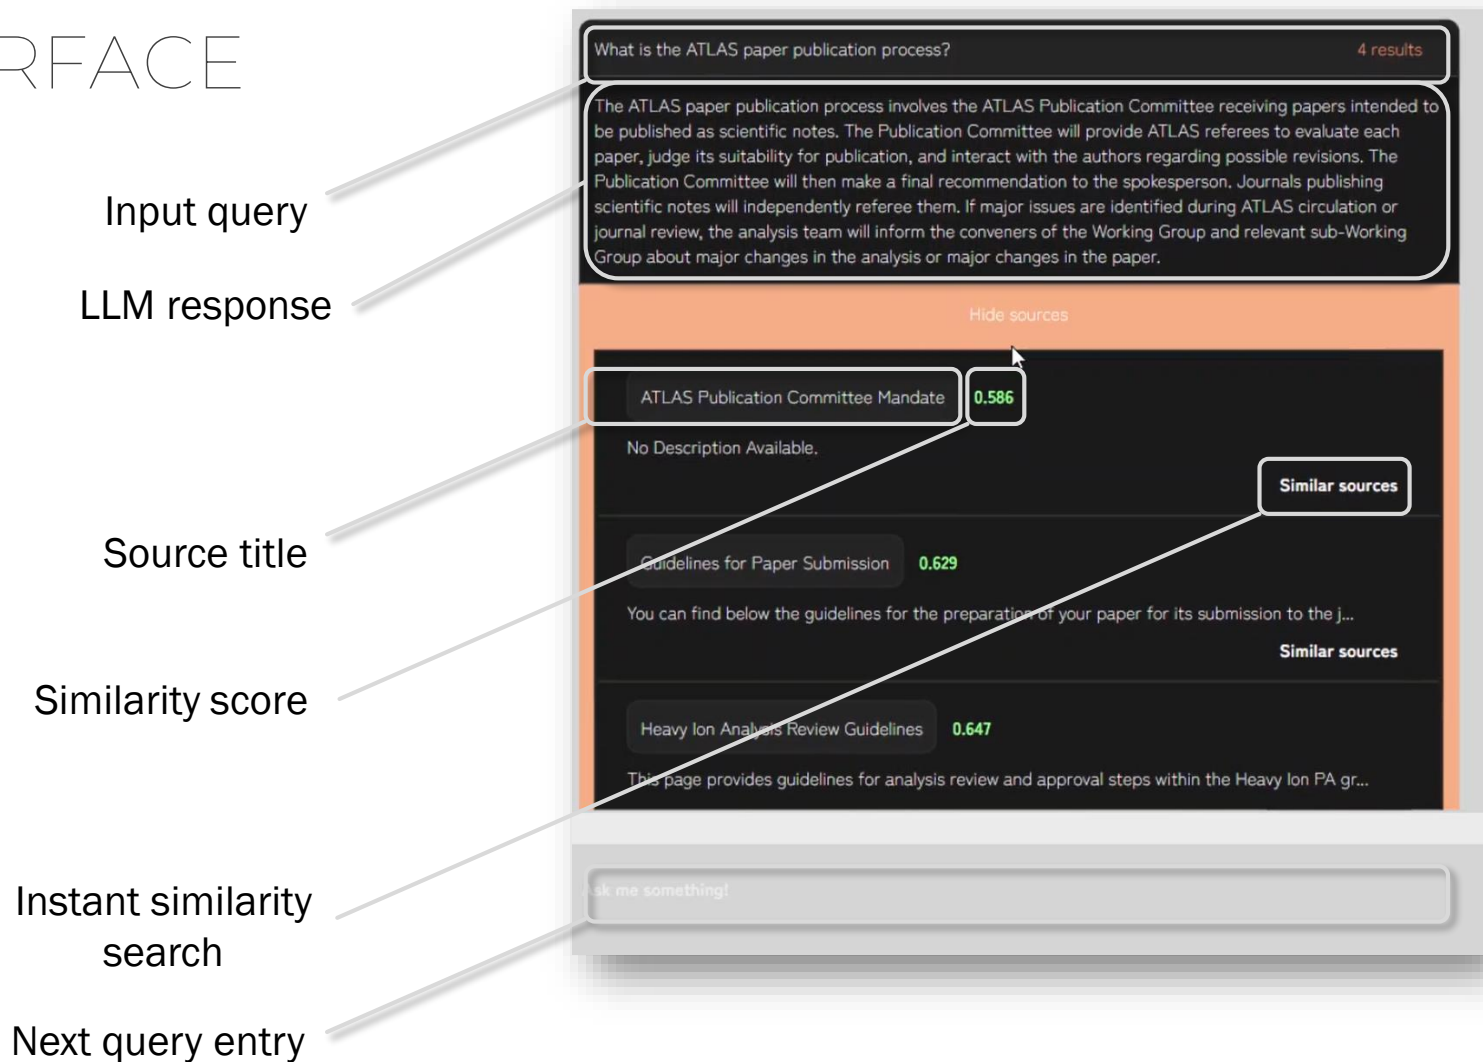 RFACE
Input query
LLM response
Source title
Similarity score
Instant similarity
search
Next query entry
What is the ATLAS paper publication process?
4 results
The ATLAS paper publication process involves the ATLAS Publication Committee receiving papers intended to
be published as scientific notes. The Publication Committee will provide ATLAS referees to evaluate each
paper, judge its suitability for publication, and interact with the authors regarding possible revisions. The
Publication Committee will then make a final recommendation to the spokesperson. Journals publishing
scientific notes will independently referee them. If major issues are identified during ATLAS circulation or
journal review, the analysis team will inform the conveners of the Working Group and relevant sub-Working
Group about major changes in the analysis or major changes in the paper.
Hide sources
ATLAS Publication Committee Mandate
0.586
No Description Available.
Similar sources
Guidelines for Paper Submission
0.629
You can find below the guidelines for the preparation of your paper for its submission to the j...
Similar sources
Heavy Ion Analysis Review Guidelines
0.647
This page provides guidelines for analysis review and approval steps within the Heavy Ion PA gr...
Ask me something!